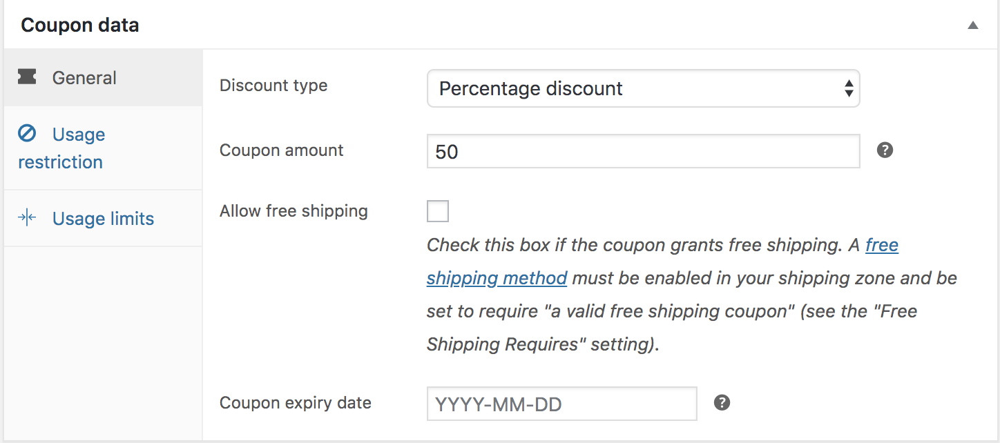 Coupon data
General
Usage
restriction
Usage limits
Discount type
Percentage discount
Coupon amount
50
Allow free shipping
Check this box if the coupon grants free shipping. A free
shipping method must be enabled in your shipping zone and be
set to require "a valid free shipping coupon" (see the "Free
Shipping Requires" setting).
Coupon expiry date
YYYY-MM-DD